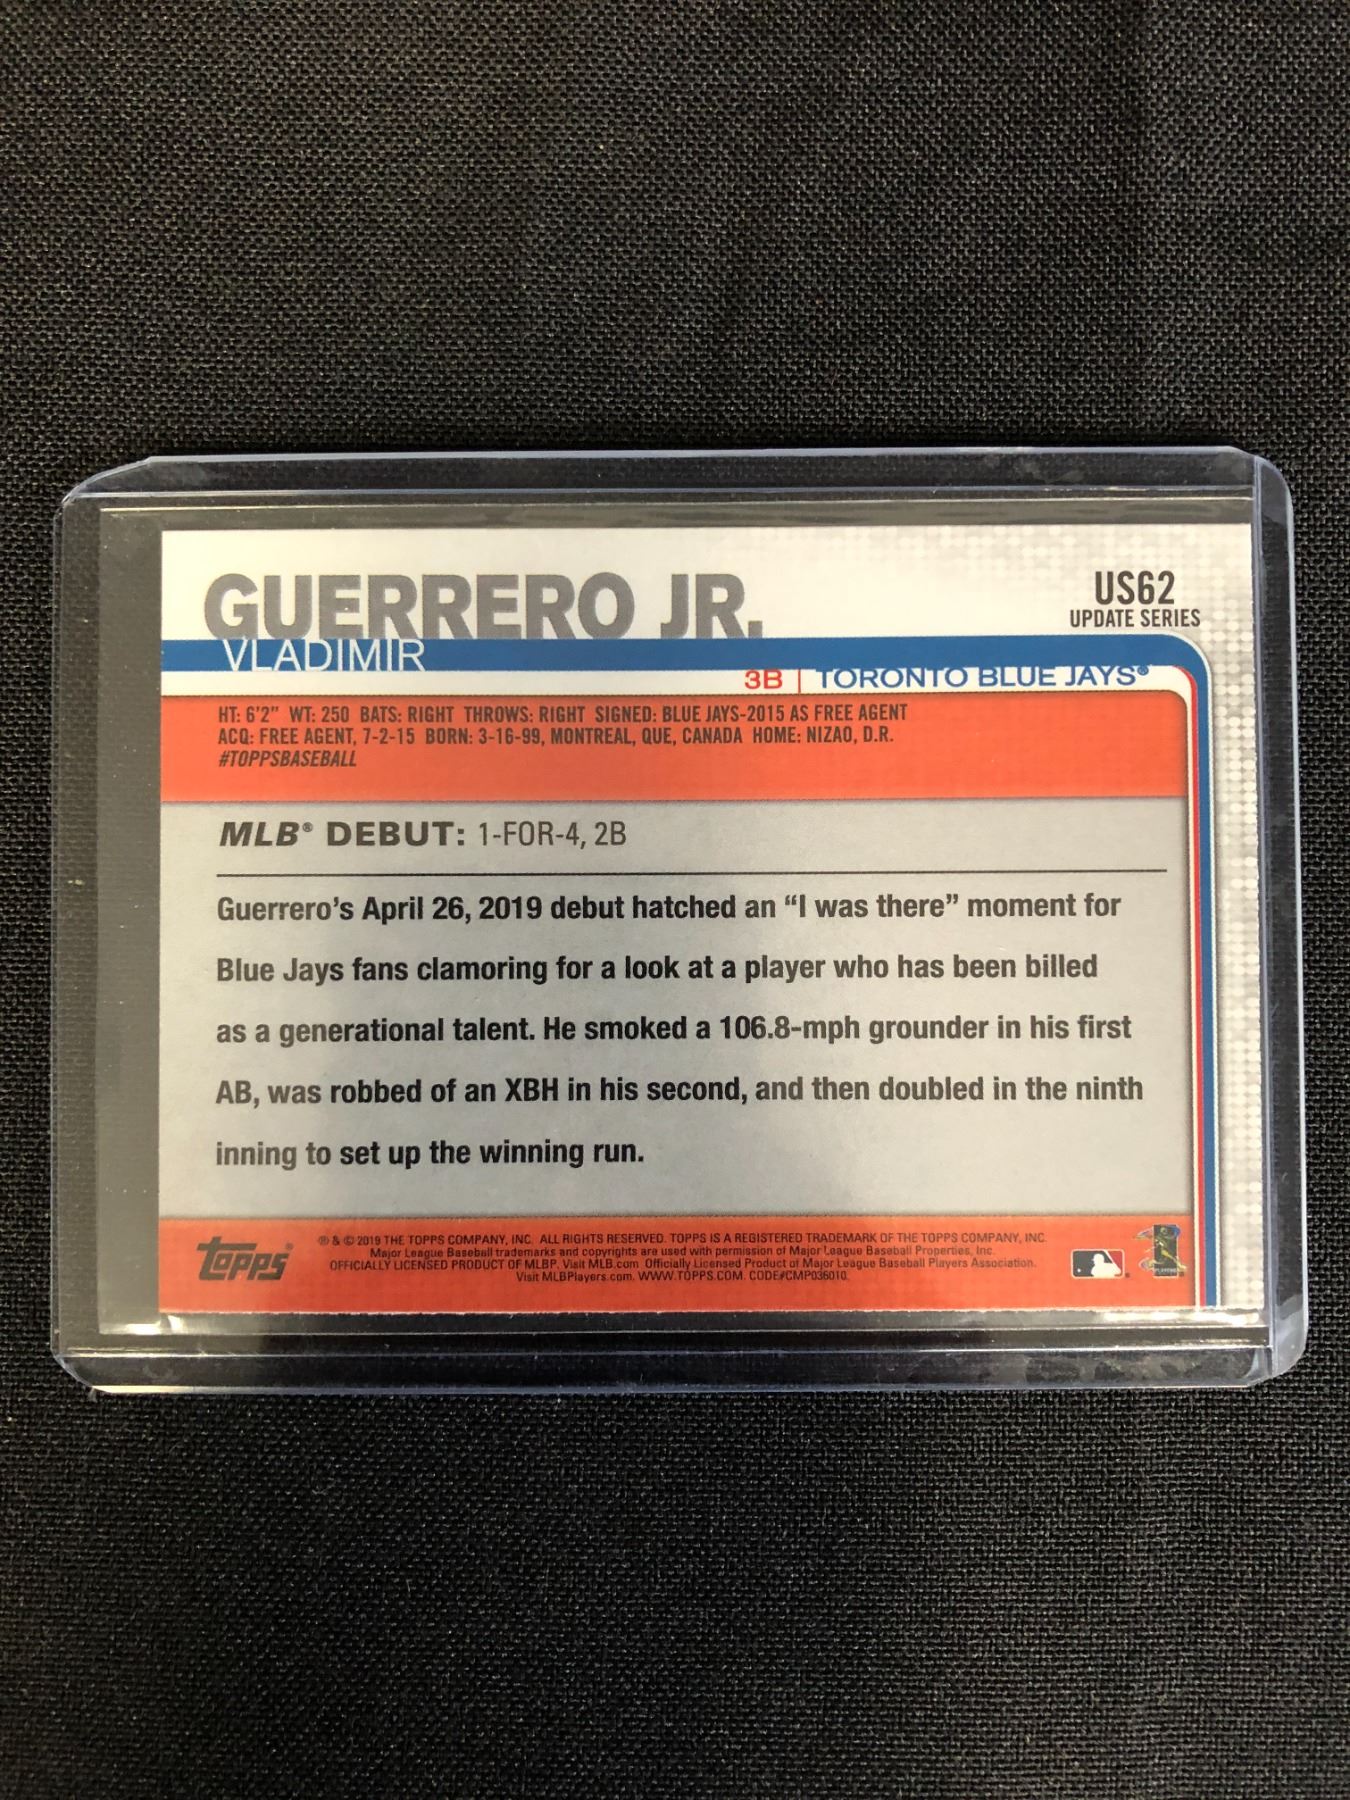 GUERRERO JR.
US62
UPDATE SERIES
VLADIMIR
3B | TORONTO BLUE JAYS®
HT: 6'2" WT: 250 BATS: RIGHT THROWS: RIGHT SIGNED: BLUE JAYS-2015 AS FREE AGENT
ACQ: FREE AGENT, 7-2-15 BORN: 3-16-99, MONTREAL, QUE, CANADA HOME: NIZAO, D.R.
#TOPPSBASEBALL
MLB® DEBUT: 1-FOR-4, 2B
Guerrero's April 26, 2019 debut hatched an “I was there” moment for
Blue Jays fans clamoring for a look at a player who has been billed
as a generational talent. He smoked a 106.8-mph grounder in his first
AB, was robbed of an XBH in his second, and then doubled in the ninth
inning to set up the winning run.
topps®
® & © 2019 THE TOPPS COMPANY, INC. ALL RIGHTS RESERVED. TOPPS IS A REGISTERED TRADEMARK OF THE TOPPS COMPANY, INC.
Major League Baseball trademarks and copyrights are used with permission of Major League Baseball Properties, Inc.
OFFICIALLY LICENSED PRODUCT OF MLBP. Visit MLB.com Officially Licensed Product of Major League Baseball Players Association.
Visit MLBPlayers.com. WWW.TOPPS.COM. CODE#CMP036010.